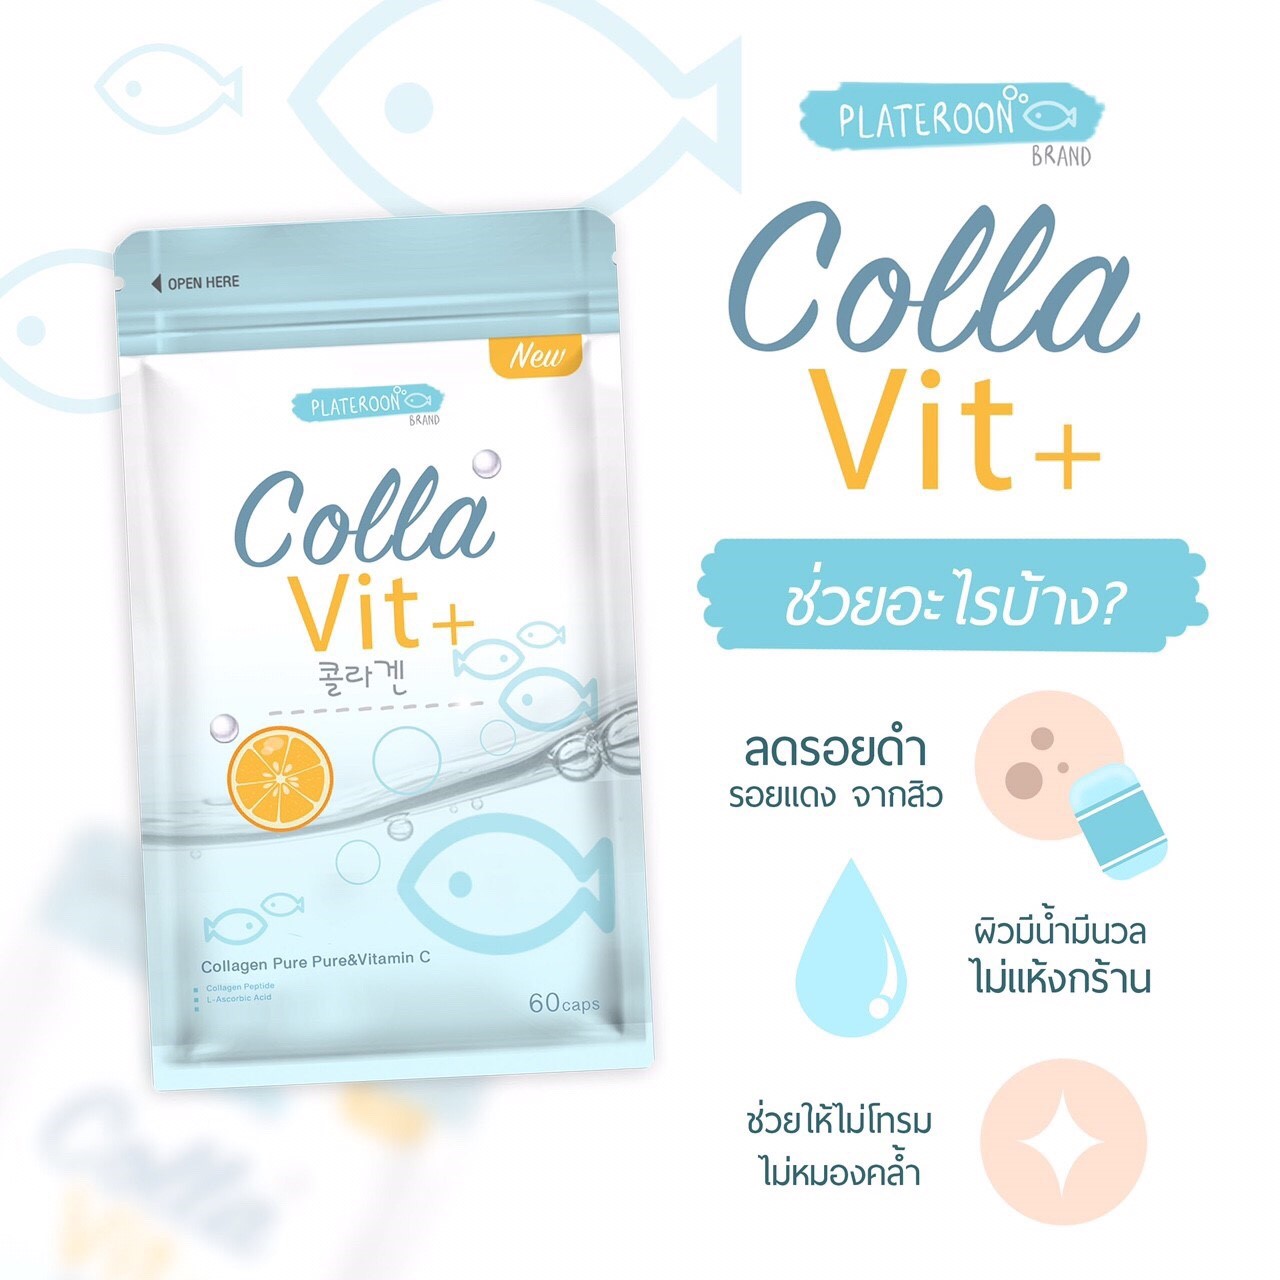 OPEN HERE
New
PLATEROON
BRAND
Colla
Vit+
콜라겐
Collagen Pure Pure&Vitamin C
Collagen Peptide
L-Ascorbic Acid
60caps
PLATEROON
BRAND
Colla
Vit+
ช่วยอะไรบ้าง?
ลดรอยดำ
รอยแดง จากสิว
ผิวมีน้ำมีนวล
ไม่แห้งกร้าน
ช่วยให้ไม่โทรม
ไม่หมองคล้ำ
Colla
Vit